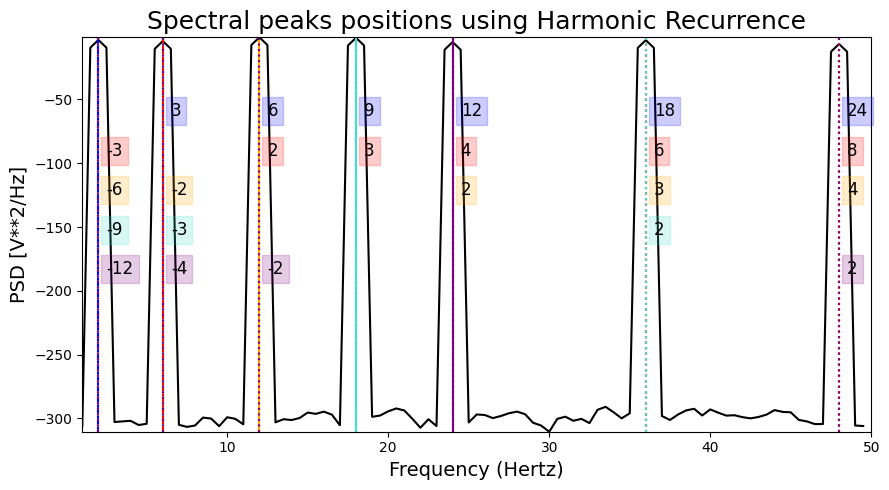 Spectral peaks positions using Harmonic Recurrence
PSD [V**2/Hz]
−50
−100
−150
−200
−250
−300
3 6 9 12 18 24
-3 2 3 4 6 8
-6 -2 2 3 4
-9 -3 2
-12 -4 -2 2
10 20 30 40 50
Frequency (Hertz)